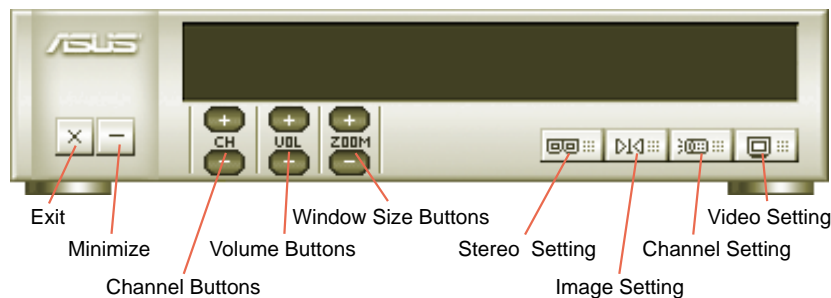 ASUS
CH
VOL
ZOOM
Exit
Window Size Buttons
Video Setting
Minimize
Volume Buttons
Stereo Setting
Channel Setting
Channel Buttons
Image Setting